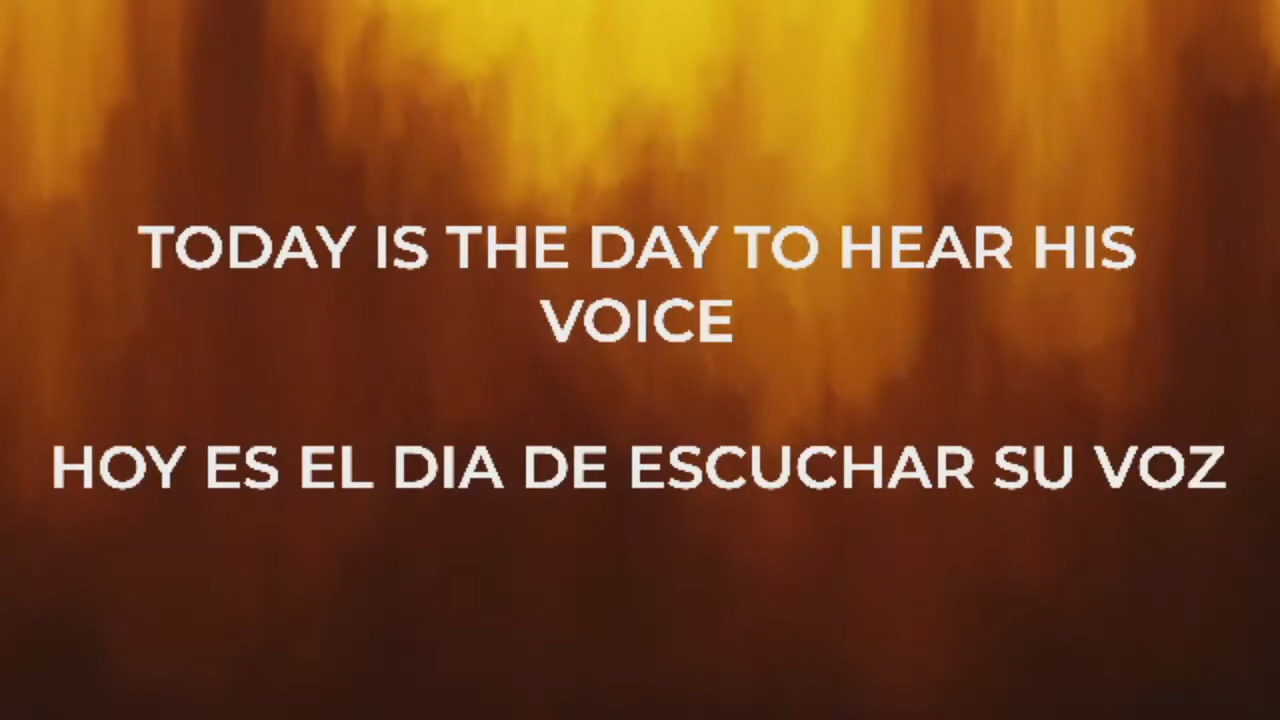 TODAY IS THE DAY TO HEAR HIS
VOICE
HOY ES EL DIA DE ESCUCHAR SU VOZ